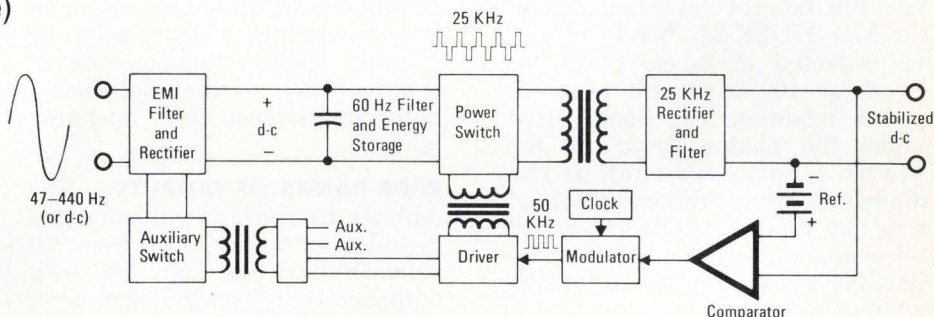 )
25 KHz
EMI
Filter
and
Rectifier
+
d-c
–
60 Hz Filter
and Energy
Storage
Power
Switch
25 KHz
Rectifier
and
Filter
Stabilized
d-c
47–440 Hz
(or d-c)
Auxiliary
Switch
Aux.
Aux.
50
KHz
Driver
Clock
Modulator
Ref.
+
Comparator